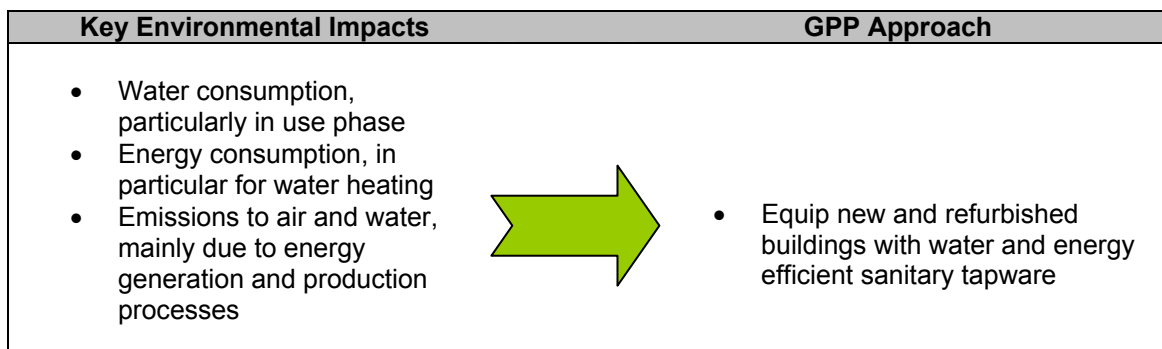 Key Environmental Impacts
GPP Approach
• Water consumption,
particularly in use phase
• Energy consumption, in
particular for water heating
• Emissions to air and water,
mainly due to energy
generation and production
processes
• Equip new and refurbished
buildings with water and energy
efficient sanitary tapware